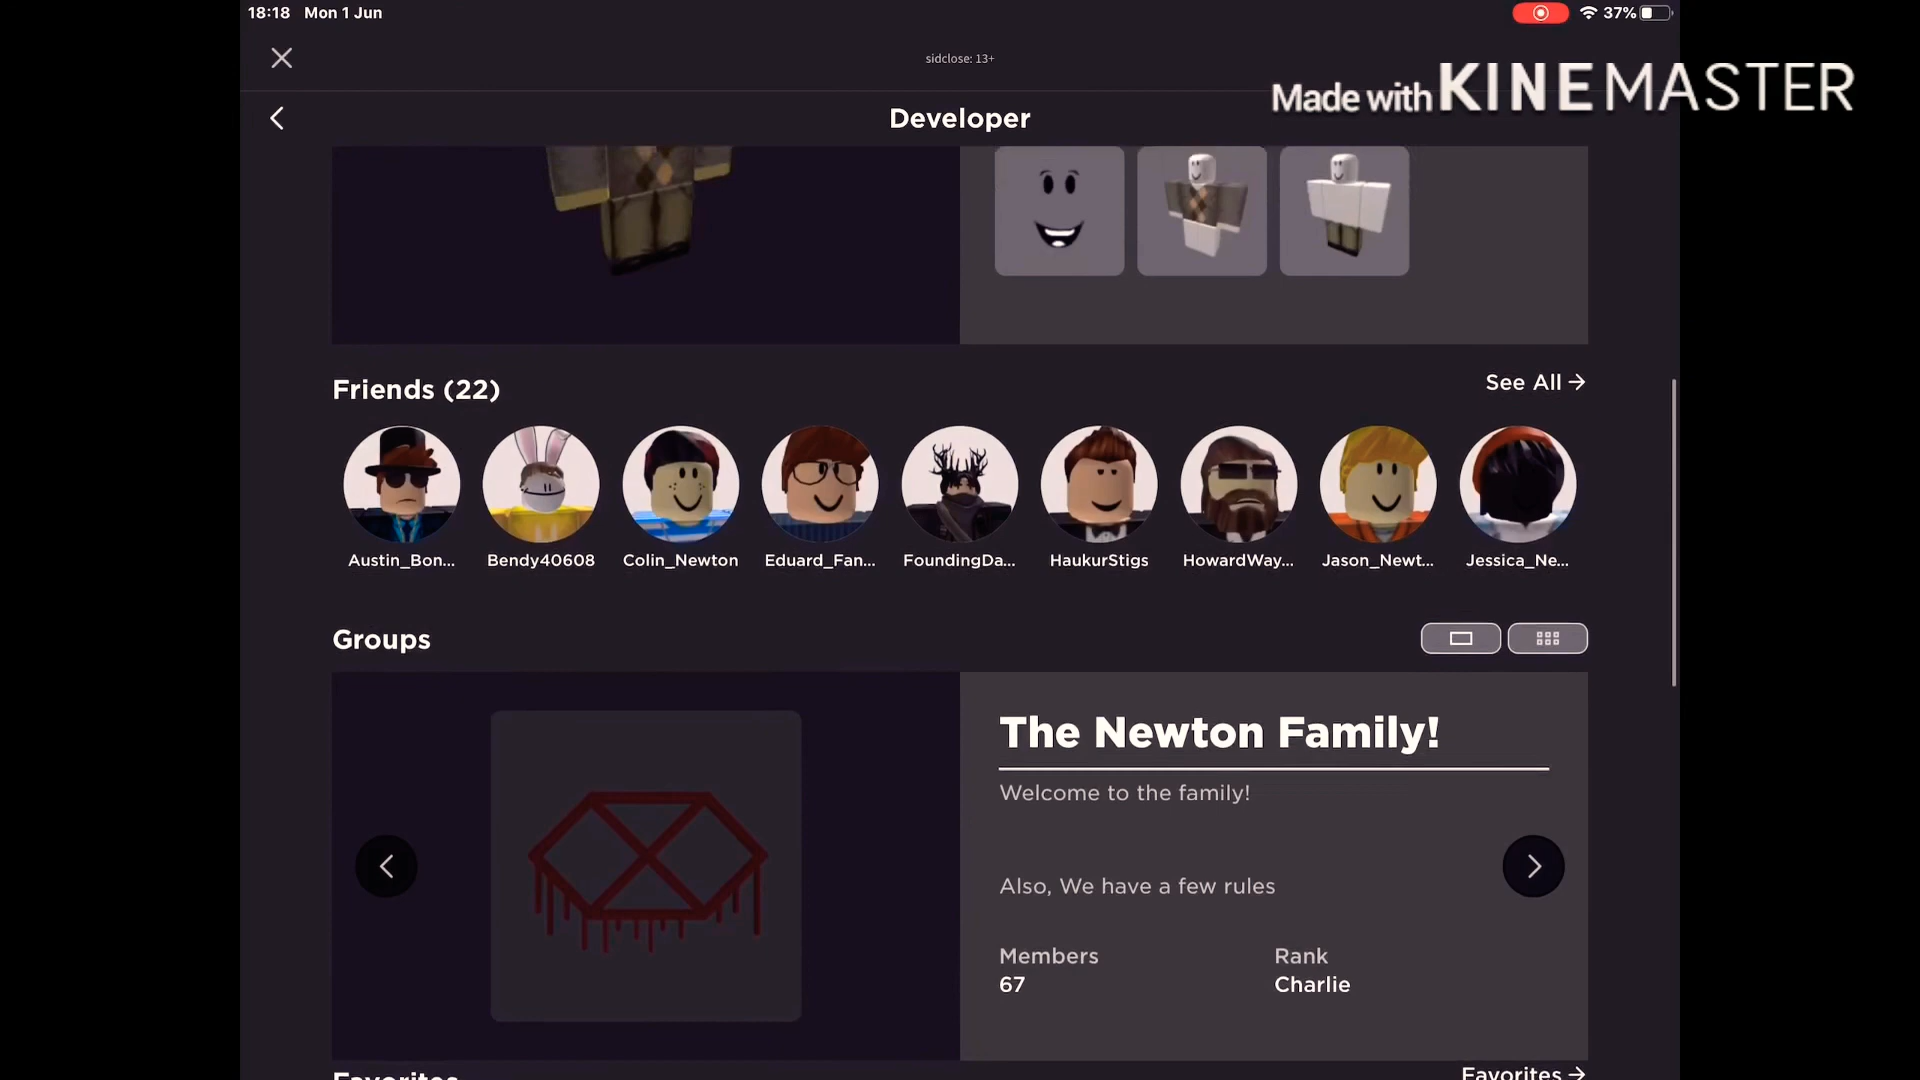 18:18 Mon 1 Jun
37%
sidclose: 13+
Made with KINEMASTER
Developer
Friends (22)
See All →
Austin_Bon...
Bendy40608
Colin_Newton
Eduard_Fan...
FoundingDa...
HaukurStigs
HowardWay...
Jason_Newt...
Jessica_Ne...
Groups
The Newton Family!
Welcome to the family!
Also, We have a few rules
Members
Rank
67
Charlie
Favorites
Favorites →